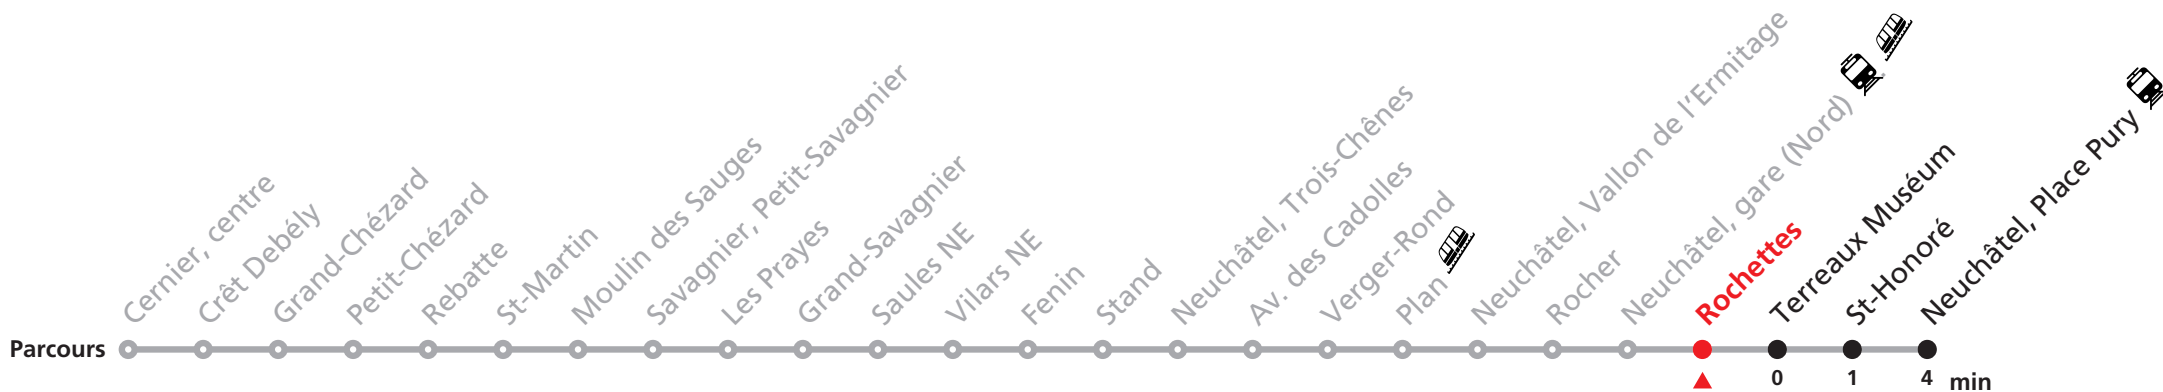 Parcours
Cernier, centre
Crêt Debély
Grand-Chézard
Petit-Chézard
Rebatte
St-Martin
Moulin des Sauges
Savagnier, Petit-Savagnier
Les Prayes
Grand-Savagnier
Saules NE
Vilars NE
Fenin
Stand
Neuchâtel, Trois-Chênes
Av. des Cadolles
Verger-Rond
Plan
Neuchâtel, Vallon de l'Ermitage
Rocher
Neuchâtel, gare (Nord)
Rochettes
Terreaux Muséum
St-Honoré
Neuchâtel, Place Pury
0 1 4 min